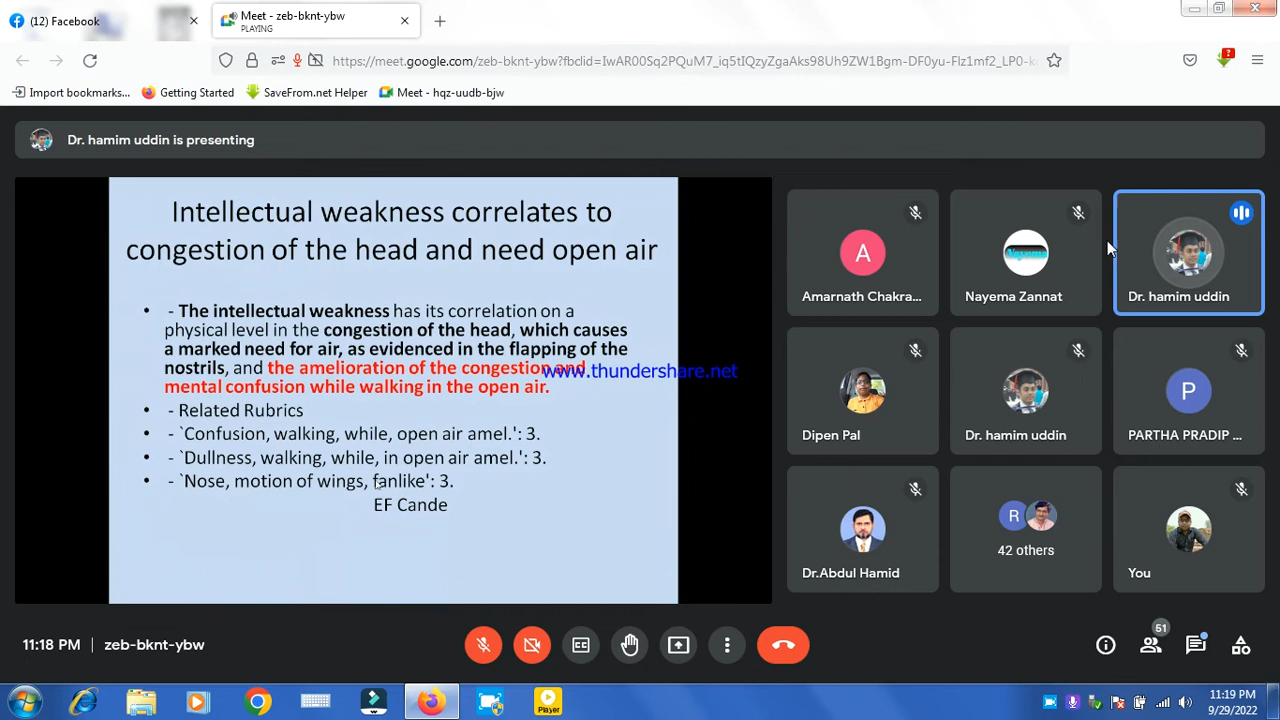 (12) Facebook
Meet - zeb-bknt-ybw
PLAYING
https://meet.google.com/zeb-bknt-ybw?fbclid=IwAR00Sq2PQuM7_iq5tIQzyZgaAks98Uh9ZW1Bgm-DF0yu-Flz1mf2_LP0-k
Import bookmarks...
Getting Started
SaveFrom.net Helper
Meet - hqz-uudb-bjw
Dr. hamim uddin is presenting
Intellectual weakness correlates to
congestion of the head and need open air
• - The intellectual weakness has its correlation on a
physical level in the congestion of the head, which causes
a marked need for air, as evidenced in the flapping of the
nostrils, and the amelioration of the congestion and
mental confusion while walking in the open air.
www.thundershare.net
• - Related Rubrics
• - `Confusion, walking, while, open air amel.': 3.
• - `Dullness, walking, while, in open air amel.': 3.
• - `Nose, motion of wings, fanlike': 3.
EF Cande
A
Amarnath Chakra...
Nayema
Nayema Zannat
Dr. hamim uddin
Dipen Pal
Dr. hamim uddin
P
PARTHA PRADIP ...
Dr.Abdul Hamid
R
42 others
You
11:18 PM | zeb-bknt-ybw
CC
51
Player
11:19 PM
9/29/2022